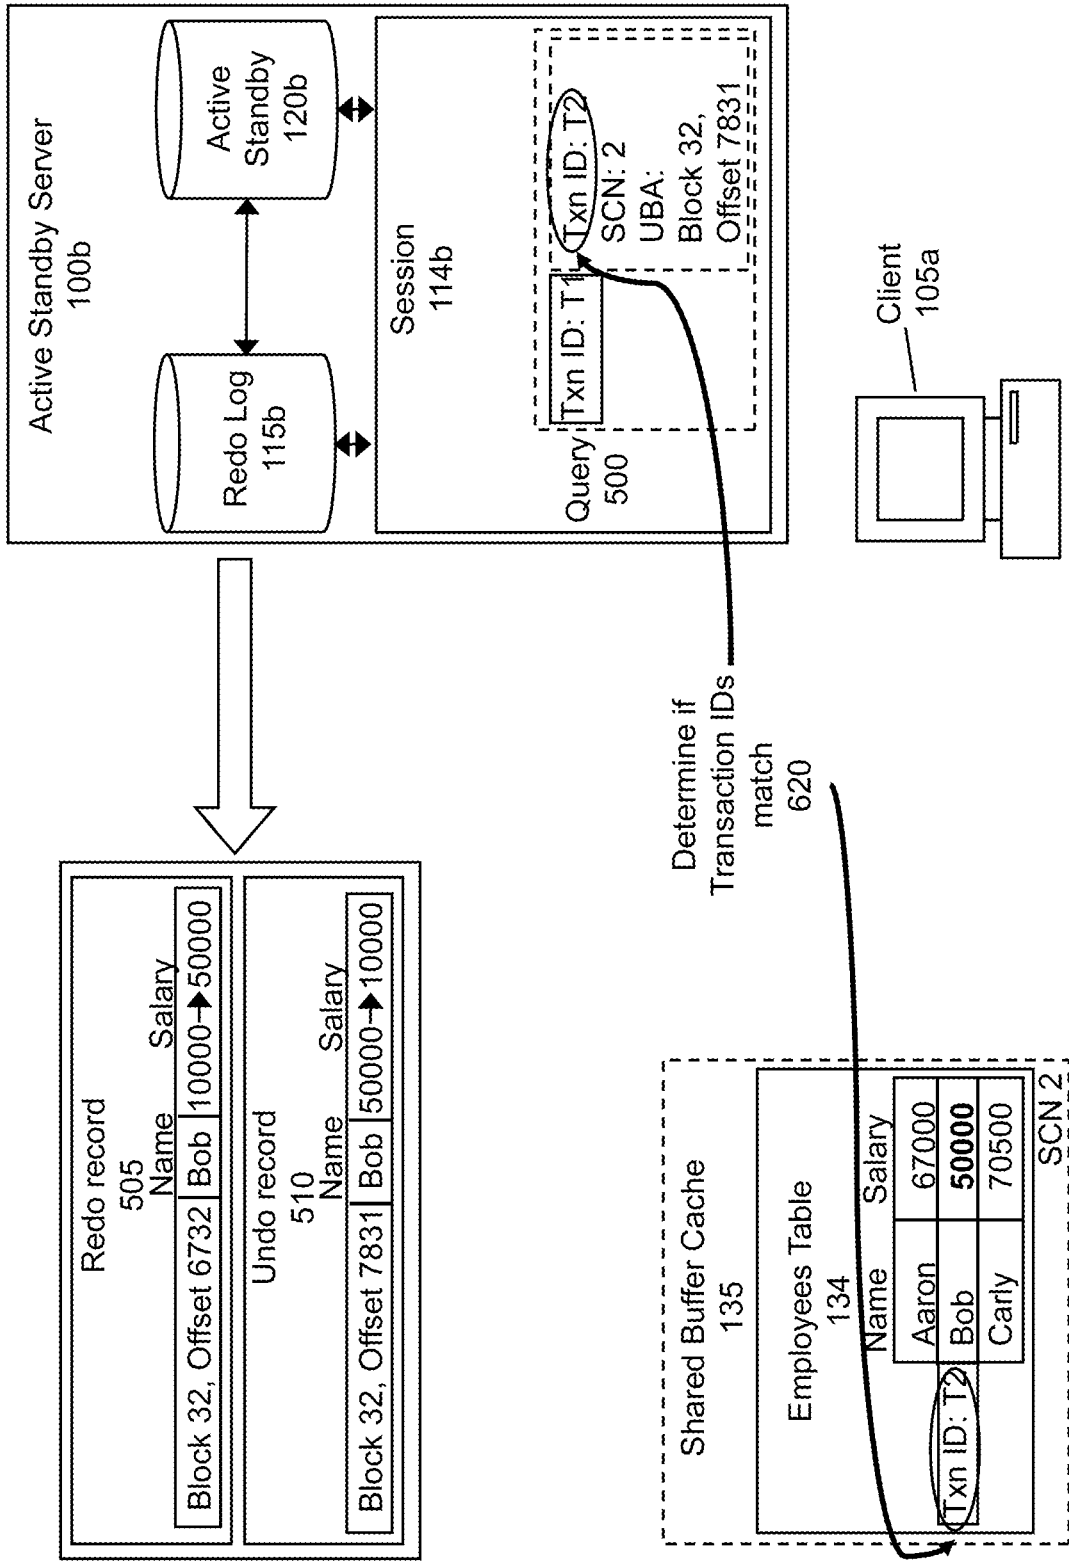 Active Standby Server
100b
Redo Log
115b
Active
Standby
120b
Session
114b
Query
500
Txn ID: T1
Txn ID: T2
SCN: 2
UBA:
Block 32,
Offset 7831
Client
105a
Redo record
505
Name Salary
Block 32, Offset 6732 Bob 10000 50000
Undo record
510
Name Salary
Block 32, Offset 7831 Bob 50000 10000
Determine if
Transaction IDs
match
620
Shared Buffer Cache
135
Employees Table
134
Name Salary
Aaron 67000
Txn ID: T2 Bob 50000
Carly 70500
SCN 2